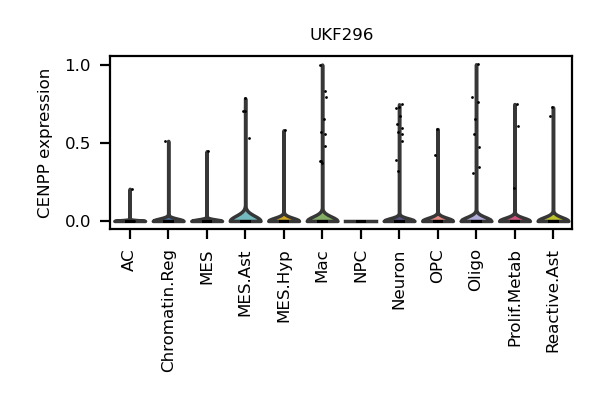 UKF296
CENPP expression
1.0
0.5
0.0
AC
Chromatin.Reg
MES
MES.Ast
MES.Hyp
Mac
NPC
Neuron
OPC
Oligo
Prolif.Metab
Reactive.Ast